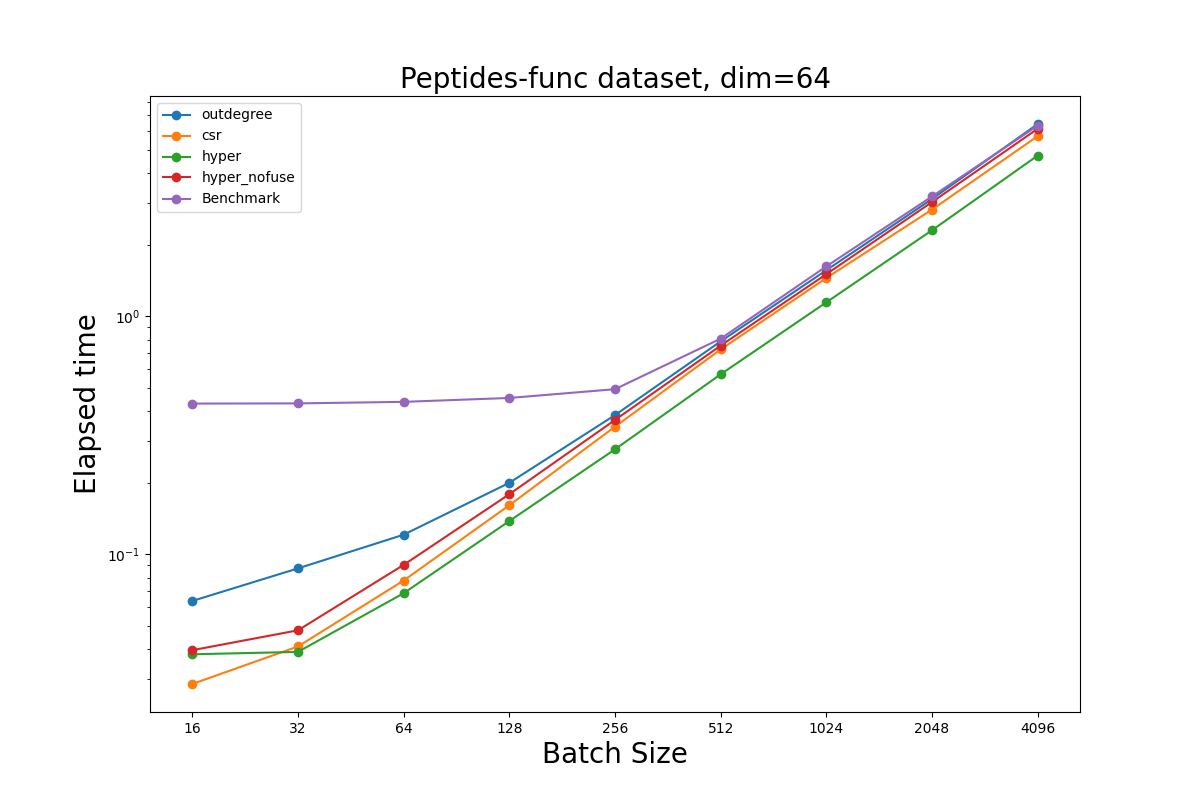 Peptides-func dataset, dim=64
outdegree
csr
hyper
hyper_nofuse
Benchmark
Elapsed time
10⁰
10⁻¹
16 32 64 128 256 512 1024 2048 4096
Batch Size